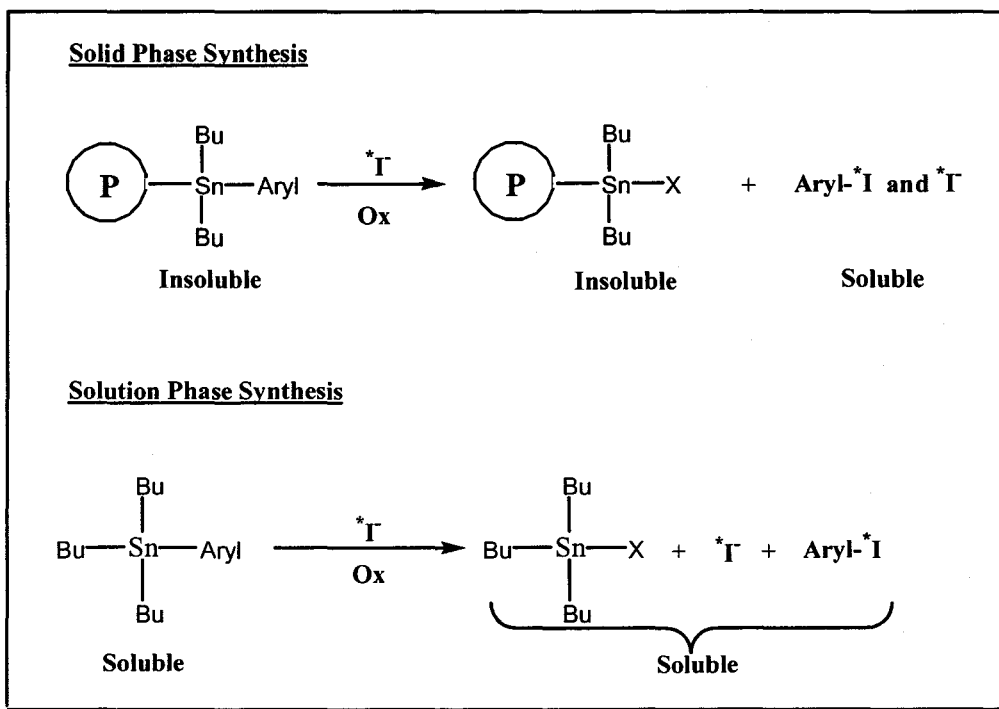 Solid Phase Synthesis
Bu
P Sn Aryl *I⁻ Ox Bu
P Sn X + Aryl-*I and *I⁻
Bu Bu
Insoluble Insoluble Soluble
Solution Phase Synthesis
Bu Bu
Bu Sn Aryl *I⁻ Ox Bu Sn X + *I⁻ + Aryl-*I
Bu Bu
Soluble Soluble